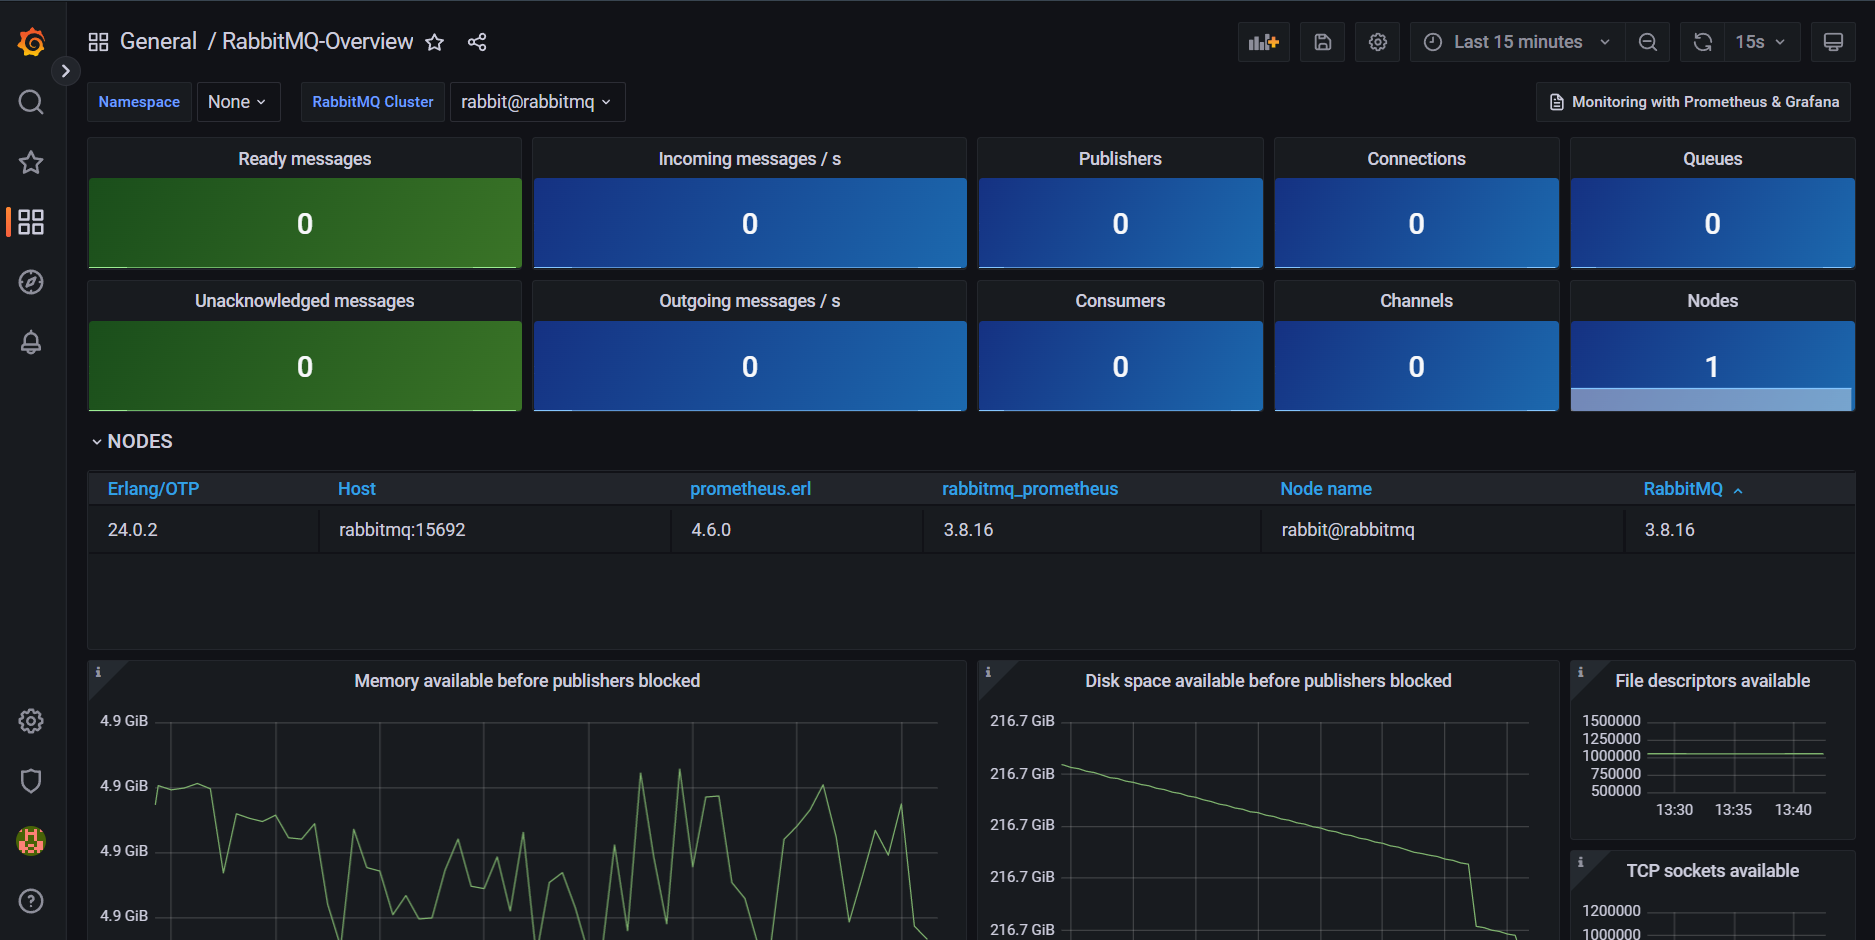 General / RabbitMQ-Overview
Last 15 minutes
15s
Namespace
None
RabbitMQ Cluster
rabbit@rabbitmq
Monitoring with Prometheus & Grafana
Ready messages
0
Incoming messages / s
0
Publishers
0
Connections
0
Queues
0
Unacknowledged messages
0
Outgoing messages / s
0
Consumers
0
Channels
0
Nodes
1
NODES
Erlang/OTP Host prometheus.erl rabbitmq_prometheus Node name RabbitMQ
24.0.2 rabbitmq:15692 4.6.0 3.8.16 rabbit@rabbitmq 3.8.16
Memory available before publishers blocked
4.9 GiB
4.9 GiB
4.9 GiB
4.9 GiB
Disk space available before publishers blocked
216.7 GiB
216.7 GiB
216.7 GiB
216.7 GiB
216.7 GiB
File descriptors available
1500000
1250000
1000000
750000
500000
13:30 13:35 13:40
TCP sockets available
1200000
1000000